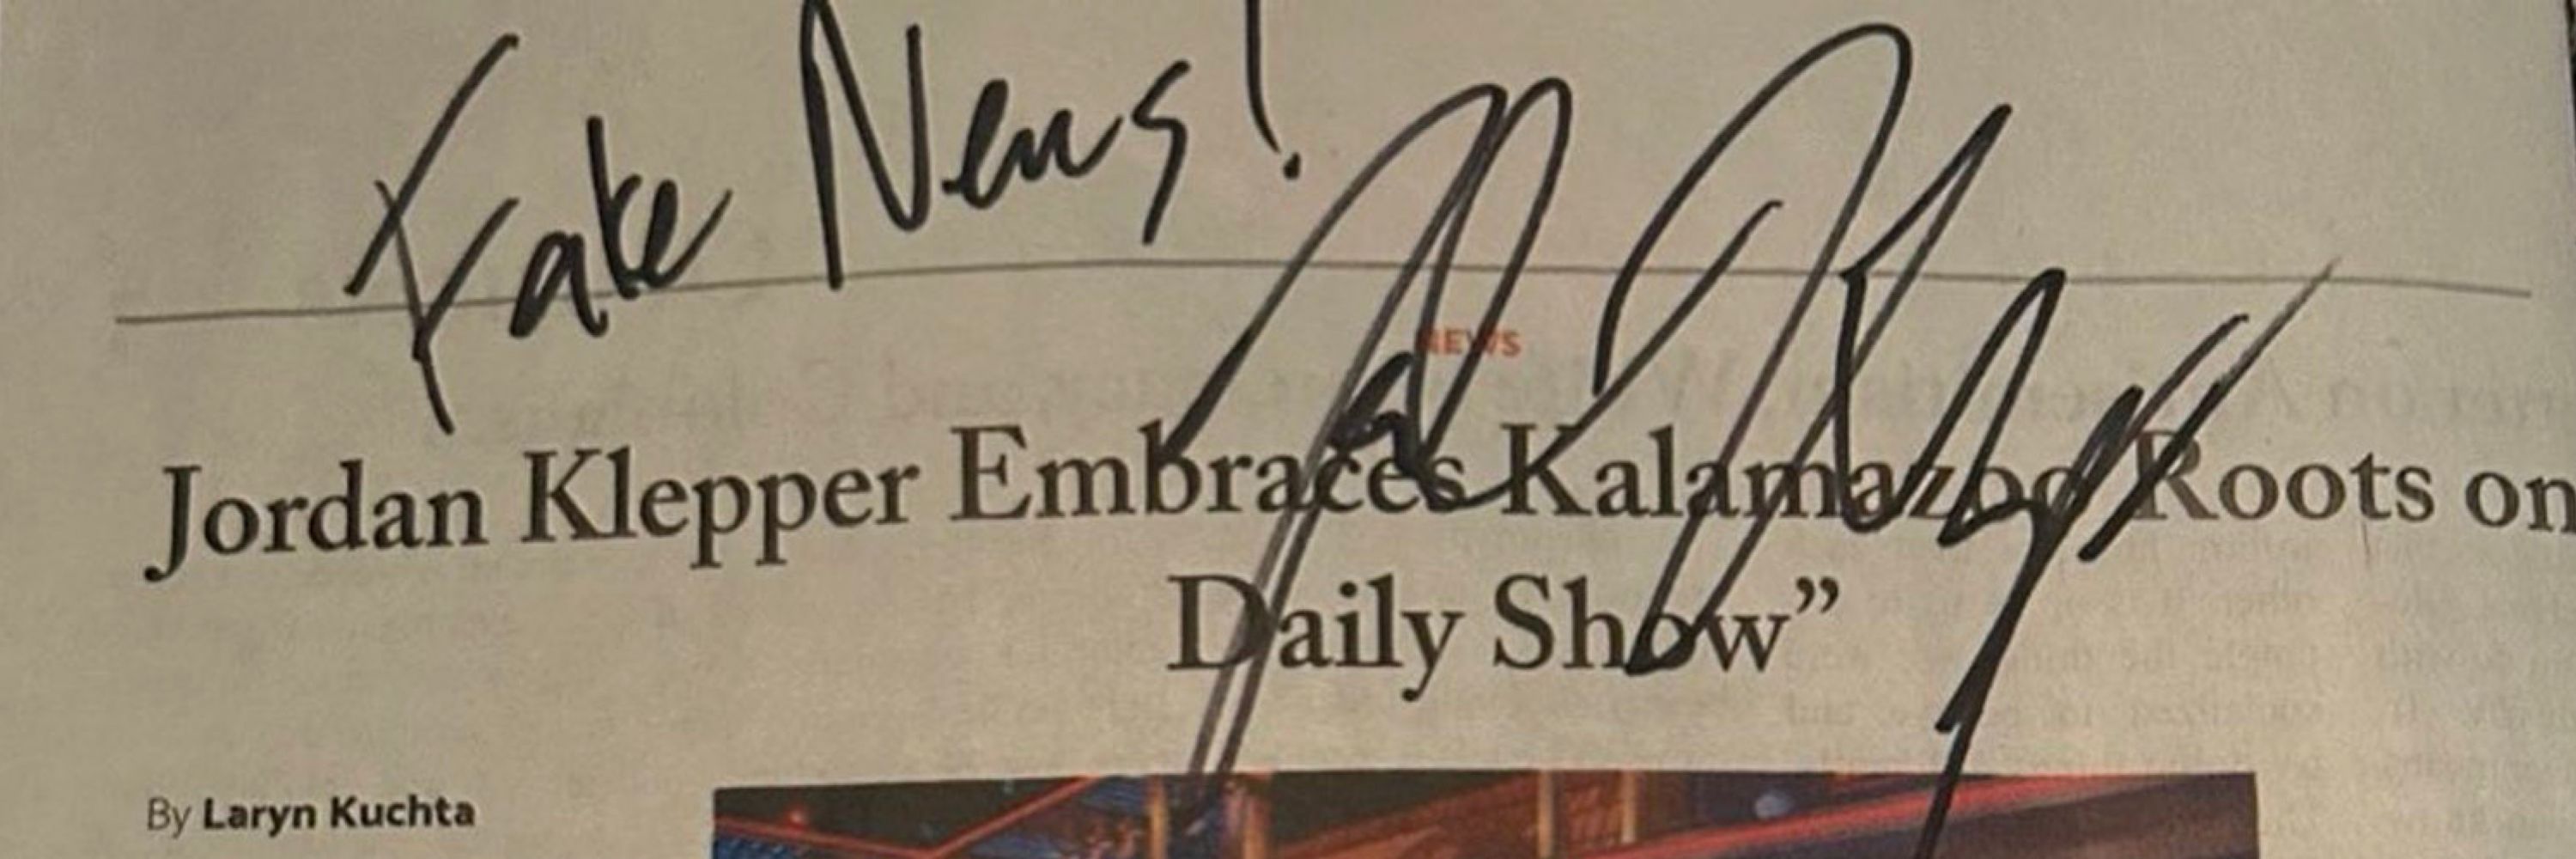 Fake News!
NEWS
Jordan Klepper Embraces Kalamazoo Roots on
Daily Show”
By Laryn Kuchta